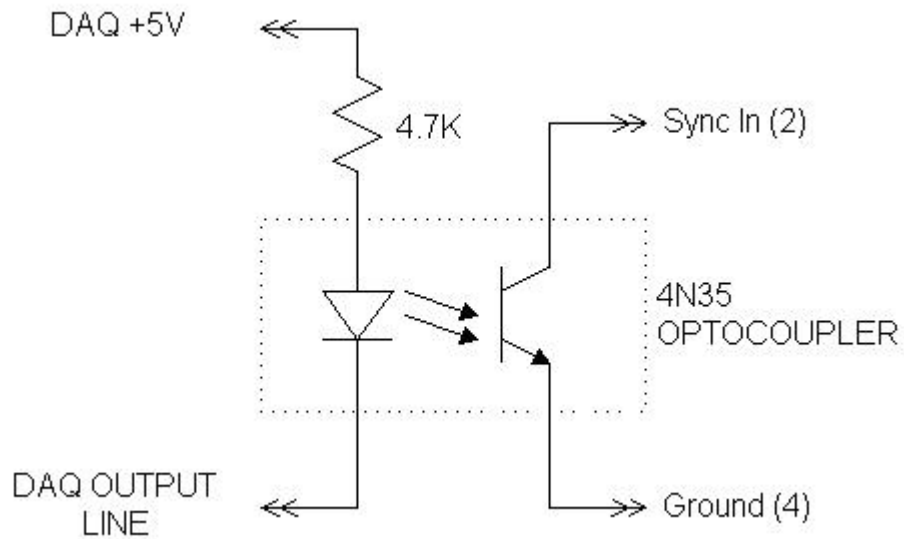 DAQ +5V
4.7K
Sync In (2)
4N35
OPTOCOUPLER
DAQ OUTPUT
LINE
Ground (4)